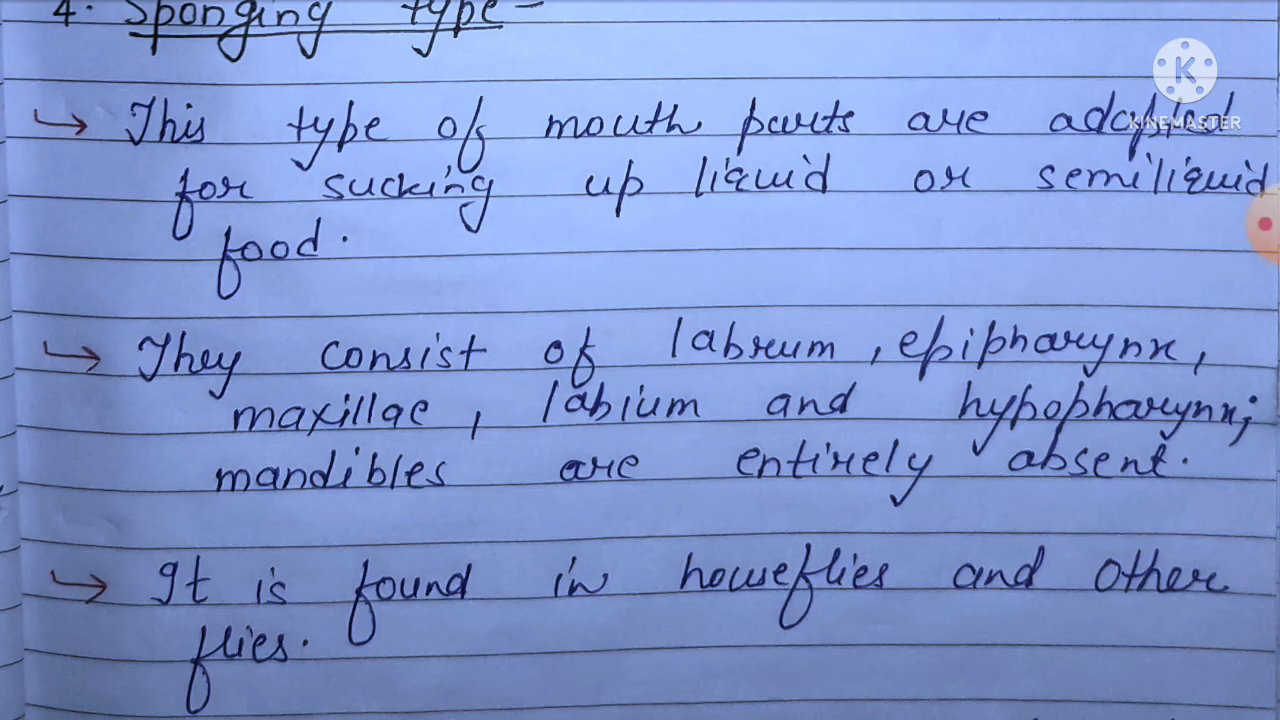 4. Sponging type-
K
KINEMASTER
→ This type of mouth parts are adapted
for sucking up liquid or semiliquid
food.
→ They consist of labrum, epipharynx,
maxillae, labium and hypopharynx;
mandibles are entirely absent.
→ It is found in houseflies and other
flies.